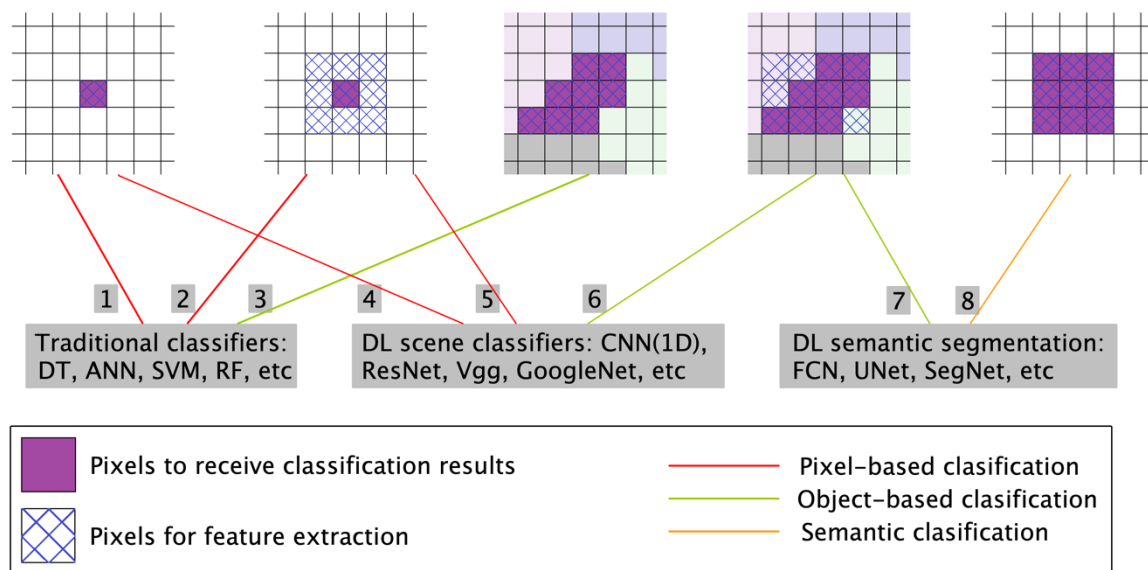 1
2
3
4
5
6
7
8
Traditional classifiers:
DT, ANN, SVM, RF, etc
DL scene classifiers: CNN(1D),
ResNet, Vgg, GoogleNet, etc
DL semantic segmentation:
FCN, UNet, SegNet, etc
Pixels to receive classification results
Pixels for feature extraction
Pixel-based clasification
Object-based clasification
Semantic clasification